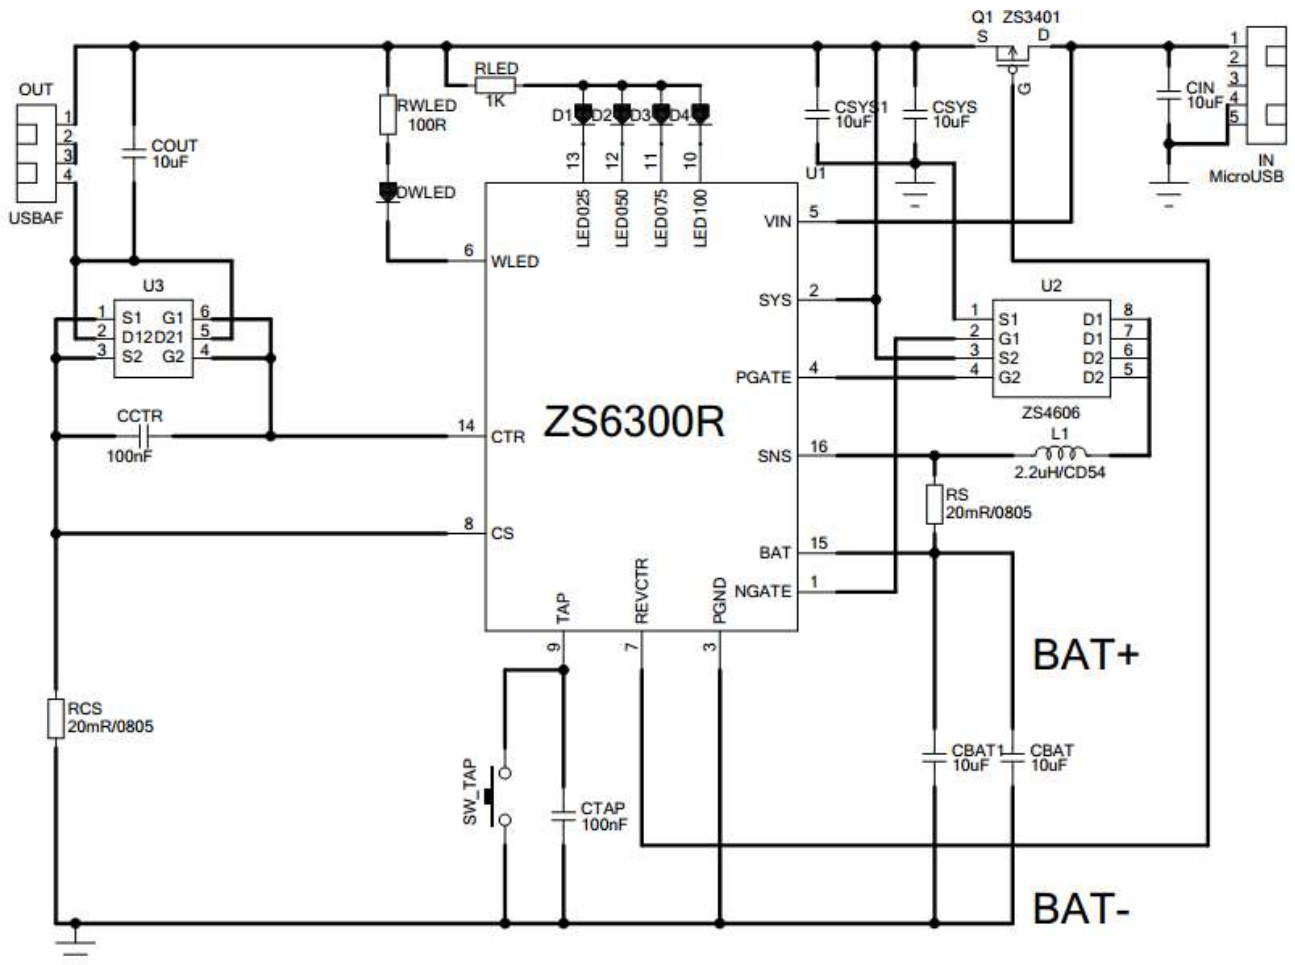 Q1 ZS3401
S D
G
1
2
3
4
5
CIN
10uF
IN
MicroUSB
OUT
1
2
3
4
USBAF
COUT
10uF
RWLED
100R
DWLED
RLED
1K
D1 D2 D3 D4
CSYS1
10uF
CSYS
10uF
U1
13 12 11 10
LED025
LED050
LED075
LED100
6 WLED
VIN 5
SYS 2
PGATE 4
SNS 16
BAT 15
NGATE 1
14 CTR
8 CS
ZS6300R
TAP
9
REVCTR
7
PGND
3
U3
1 S1 G1 6
2 D12 D21 5
3 S2 G2 4
CCTR
100nF
U2
1 S1 D1 8
2 G1 D1 7
3 S2 D2 6
4 G2 D2 5
ZS4606
L1
2.2uH/CD54
RS
20mR/0805
BAT+
RCS
20mR/0805
SW_TAP
CTAP
100nF
CBAT1
10uF
CBAT
10uF
BAT-